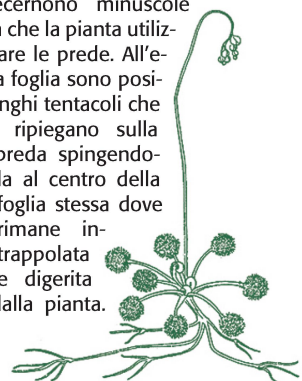 cernono minuscole
che la pianta utiliz-
are le prede. All'e-
foglia sono posi-
nghi tentacoli che
ripiegano sulla
preda spingendo-
la al centro della
foglia stessa dove
rimane in-
trappolata
e digerita
dalla pianta.